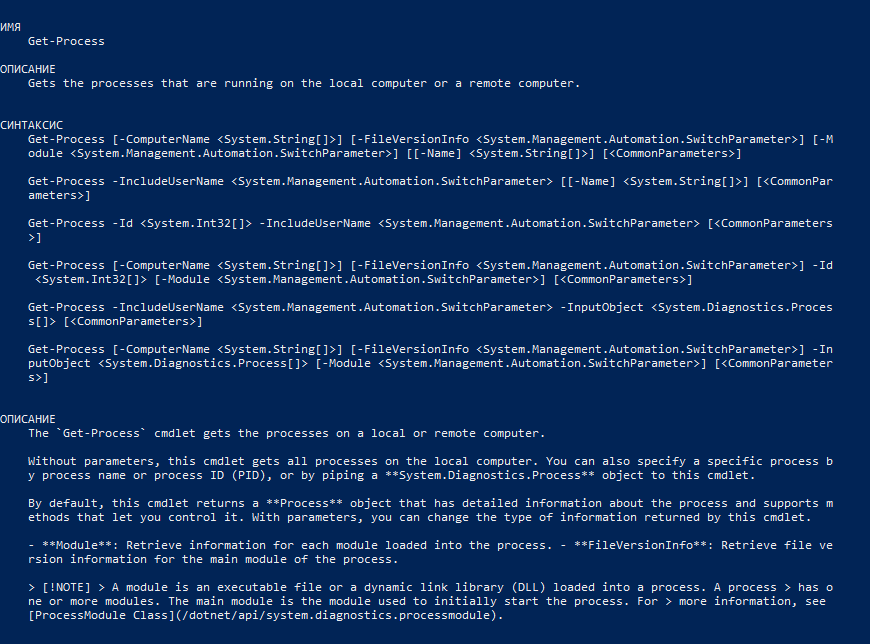 ИМЯ
Get-Process
ОПИСАНИЕ
Gets the processes that are running on the local computer or a remote computer.
СИНТАКСИС
Get-Process [-ComputerName <System.String[]>] [-FileVersionInfo <System.Management.Automation.SwitchParameter>] [-M
odule <System.Management.Automation.SwitchParameter>] [[-Name] <System.String[]>] [<CommonParameters>]
Get-Process -IncludeUserName <System.Management.Automation.SwitchParameter> [[-Name] <System.String[]>] [<CommonPar
ameters>]
Get-Process -Id <System.Int32[]> -IncludeUserName <System.Management.Automation.SwitchParameter> [<CommonParameters
>]
Get-Process [-ComputerName <System.String[]>] [-FileVersionInfo <System.Management.Automation.SwitchParameter>] -Id
<System.Int32[]> [-Module <System.Management.Automation.SwitchParameter>] [<CommonParameters>]
Get-Process -IncludeUserName <System.Management.Automation.SwitchParameter> -InputObject <System.Diagnostics.Proces
s[]> [<CommonParameters>]
Get-Process [-ComputerName <System.String[]>] [-FileVersionInfo <System.Management.Automation.SwitchParameter>] -In
putObject <System.Diagnostics.Process[]> [-Module <System.Management.Automation.SwitchParameter>] [<CommonParameter
s>]
ОПИСАНИЕ
The `Get-Process` cmdlet gets the processes on a local or remote computer.
Without parameters, this cmdlet gets all processes on the local computer. You can also specify a specific process b
y process name or process ID (PID), or by piping a **System.Diagnostics.Process** object to this cmdlet.
By default, this cmdlet returns a **Process** object that has detailed information about the process and supports m
ethods that let you control it. With parameters, you can change the type of information returned by this cmdlet.
- **Module**: Retrieve information for each module loaded into the process. - **FileVersionInfo**: Retrieve file ve
rsion information for the main module of the process.
> [!NOTE] > A module is an executable file or a dynamic link library (DLL) loaded into a process. A process > has o
ne or more modules. The main module is the module used to initially start the process. For > more information, see
[ProcessModule Class](/dotnet/api/system.diagnostics.processmodule).